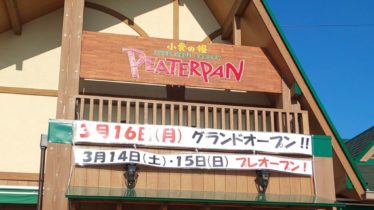 小麦の郷
PEATERPAN
3月16日(月) グランドオープン!!
3月14日(土)・15日(日) プレオープン!